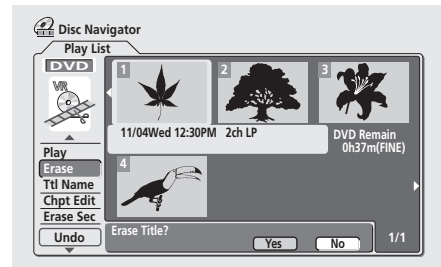 Disc Navigator
Play List
DVD
VR
1
2
3
11/04Wed 12:30PM 2ch LP
DVD Remain
0h37m(FINE)
4
Play
Erase
Ttl Name
Chpt Edit
Erase Sec
Undo
Erase Title?
Yes
No
1/1